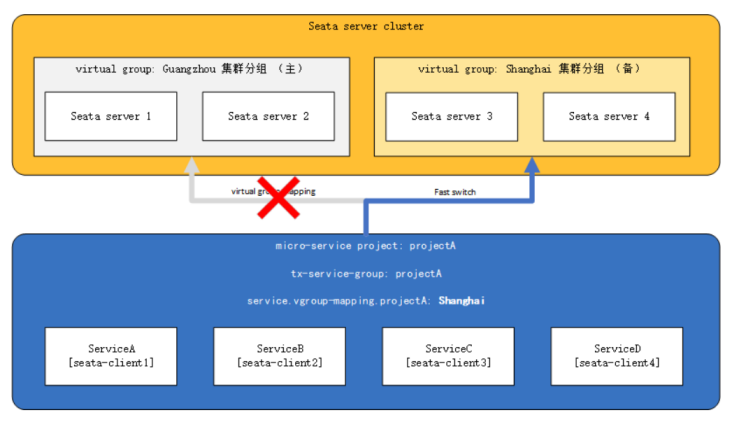 Seata server cluster
virtual group: Guangzhou 集群分组 （主）
virtual group: Shanghai 集群分组 （备）
Seata server 1
Seata server 2
Seata server 3
Seata server 4
virtual group mapping
Fast switch
micro-service project: projectA
tx-service-group: projectA
service.vgroup-mapping.projectA: Shanghai
ServiceA
[seata-client1]
ServiceB
[seata-client2]
ServiceC
[seata-client3]
ServiceD
[seata-client4]